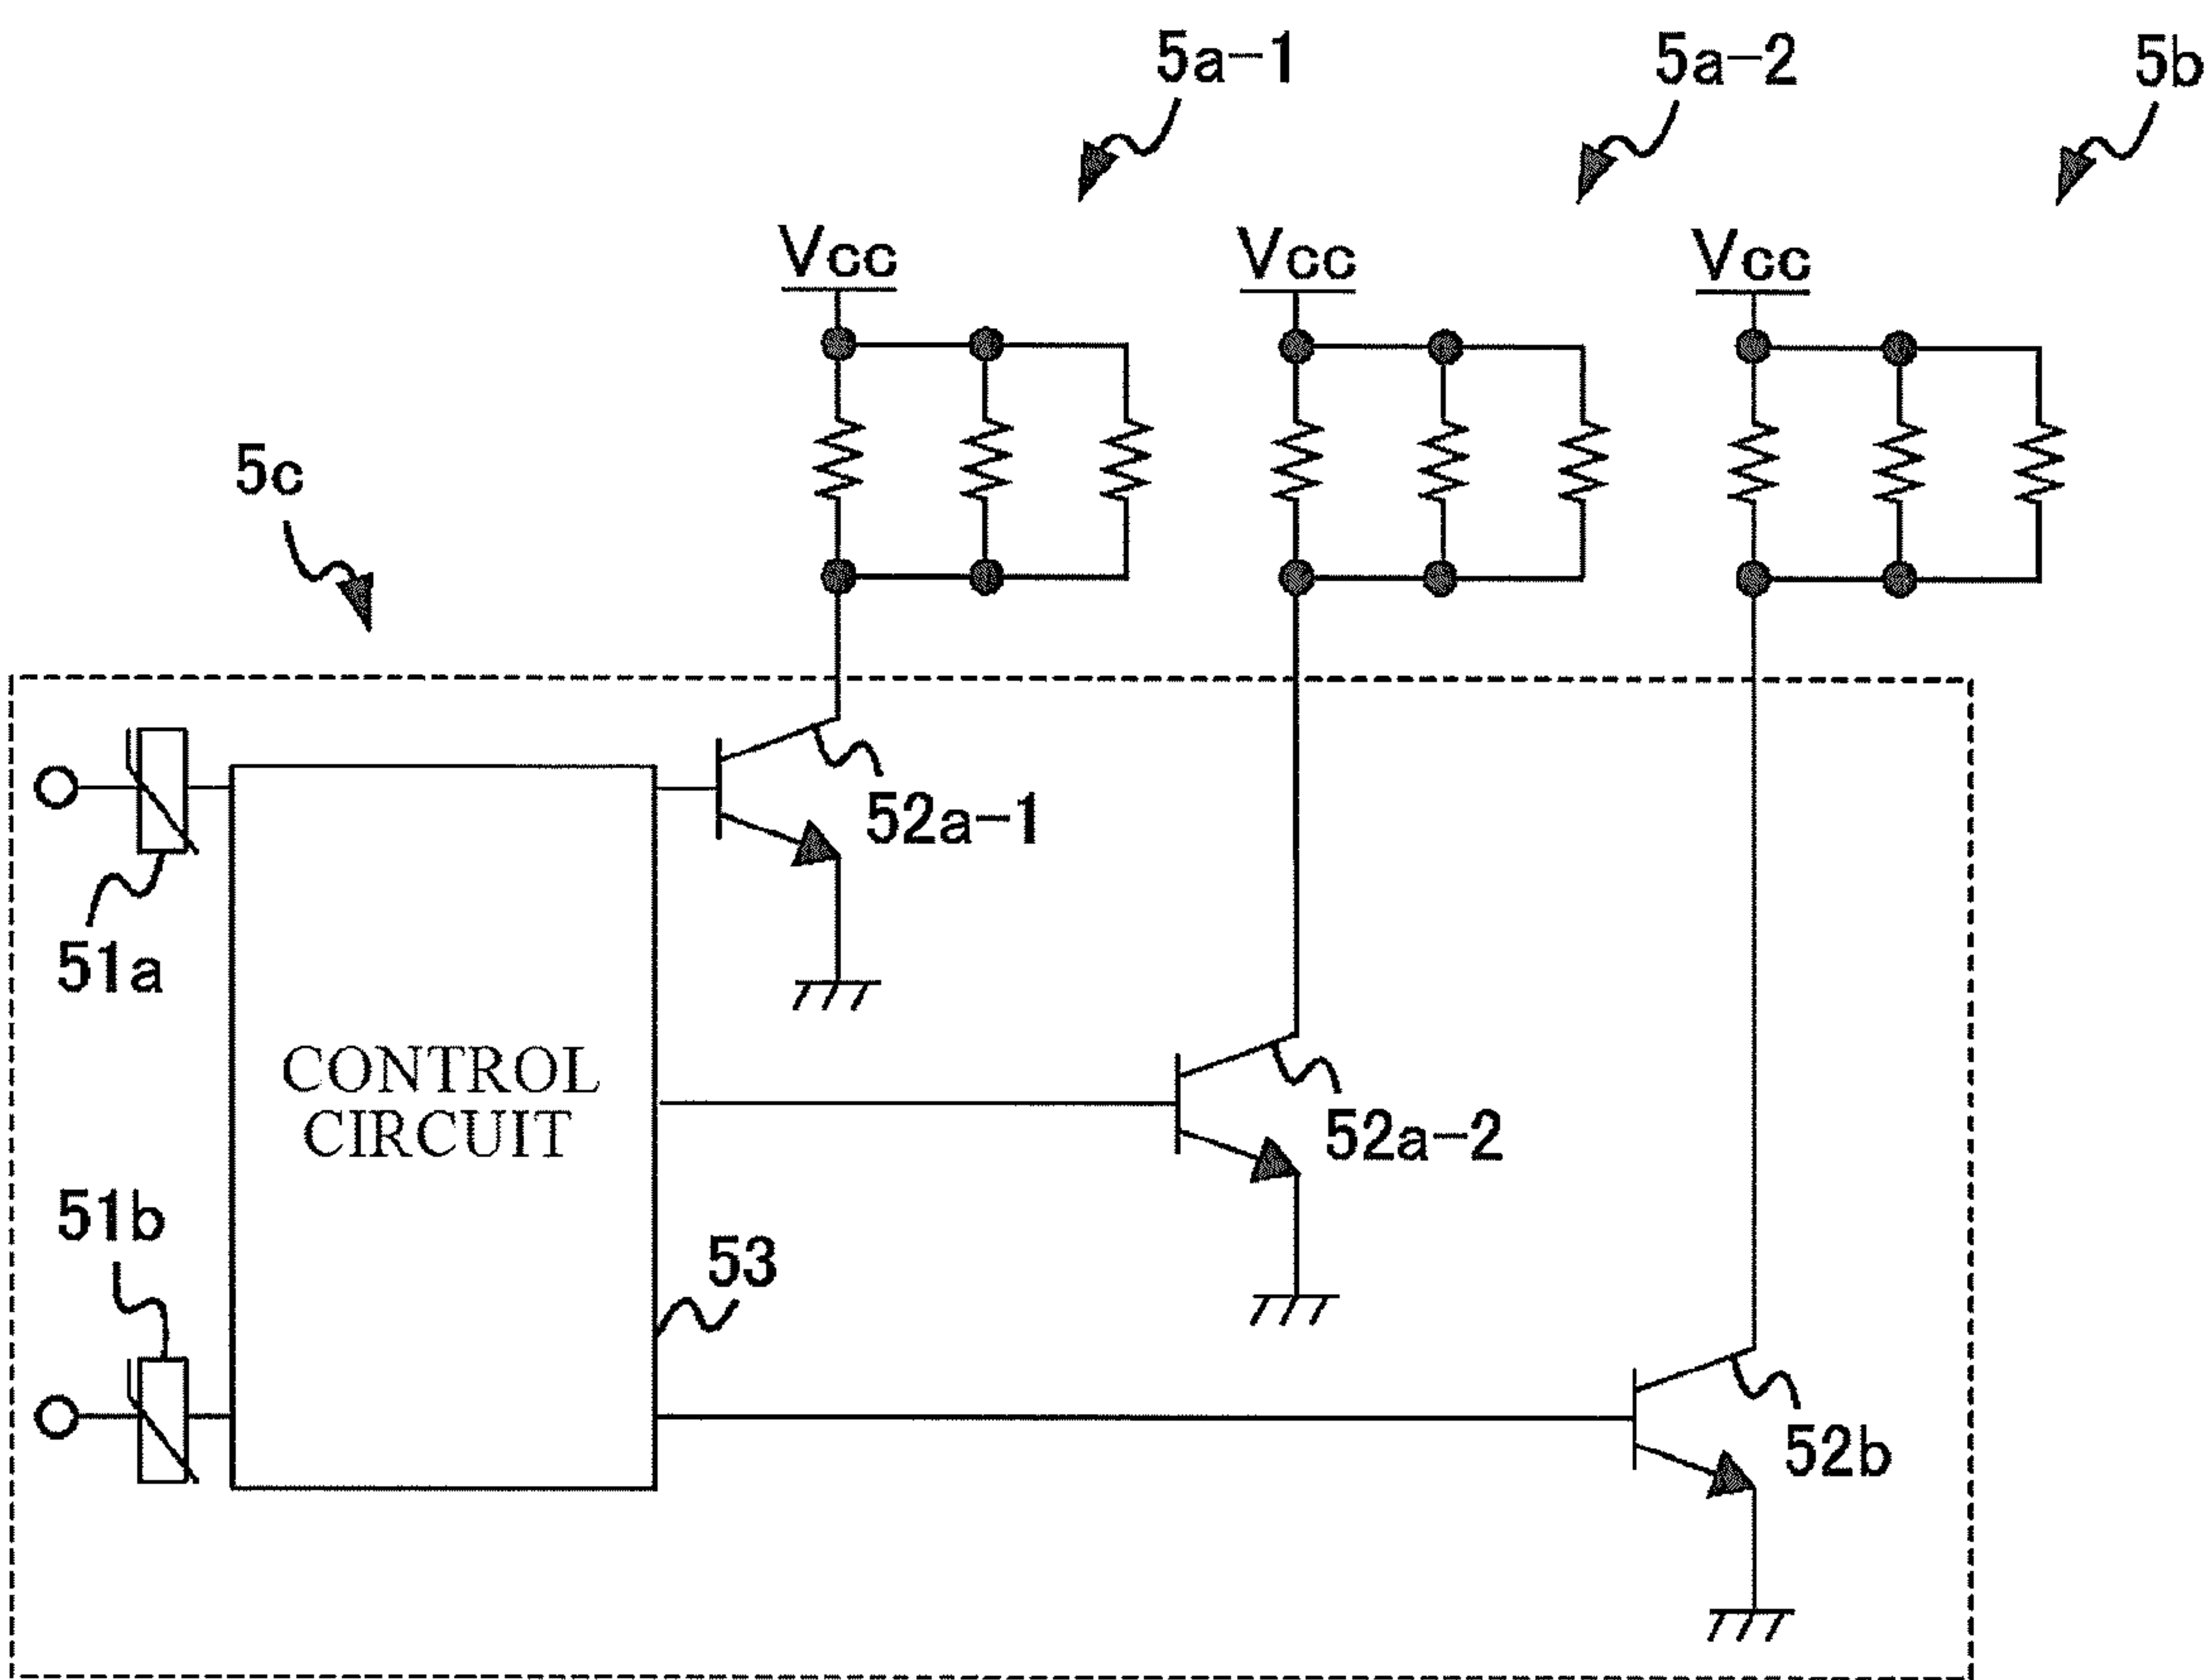 5a-1
5a-2
5b
Vcc
Vcc
Vcc
5c
52a-1
51a
CONTROL
CIRCUIT
52a-2
51b
53
52b